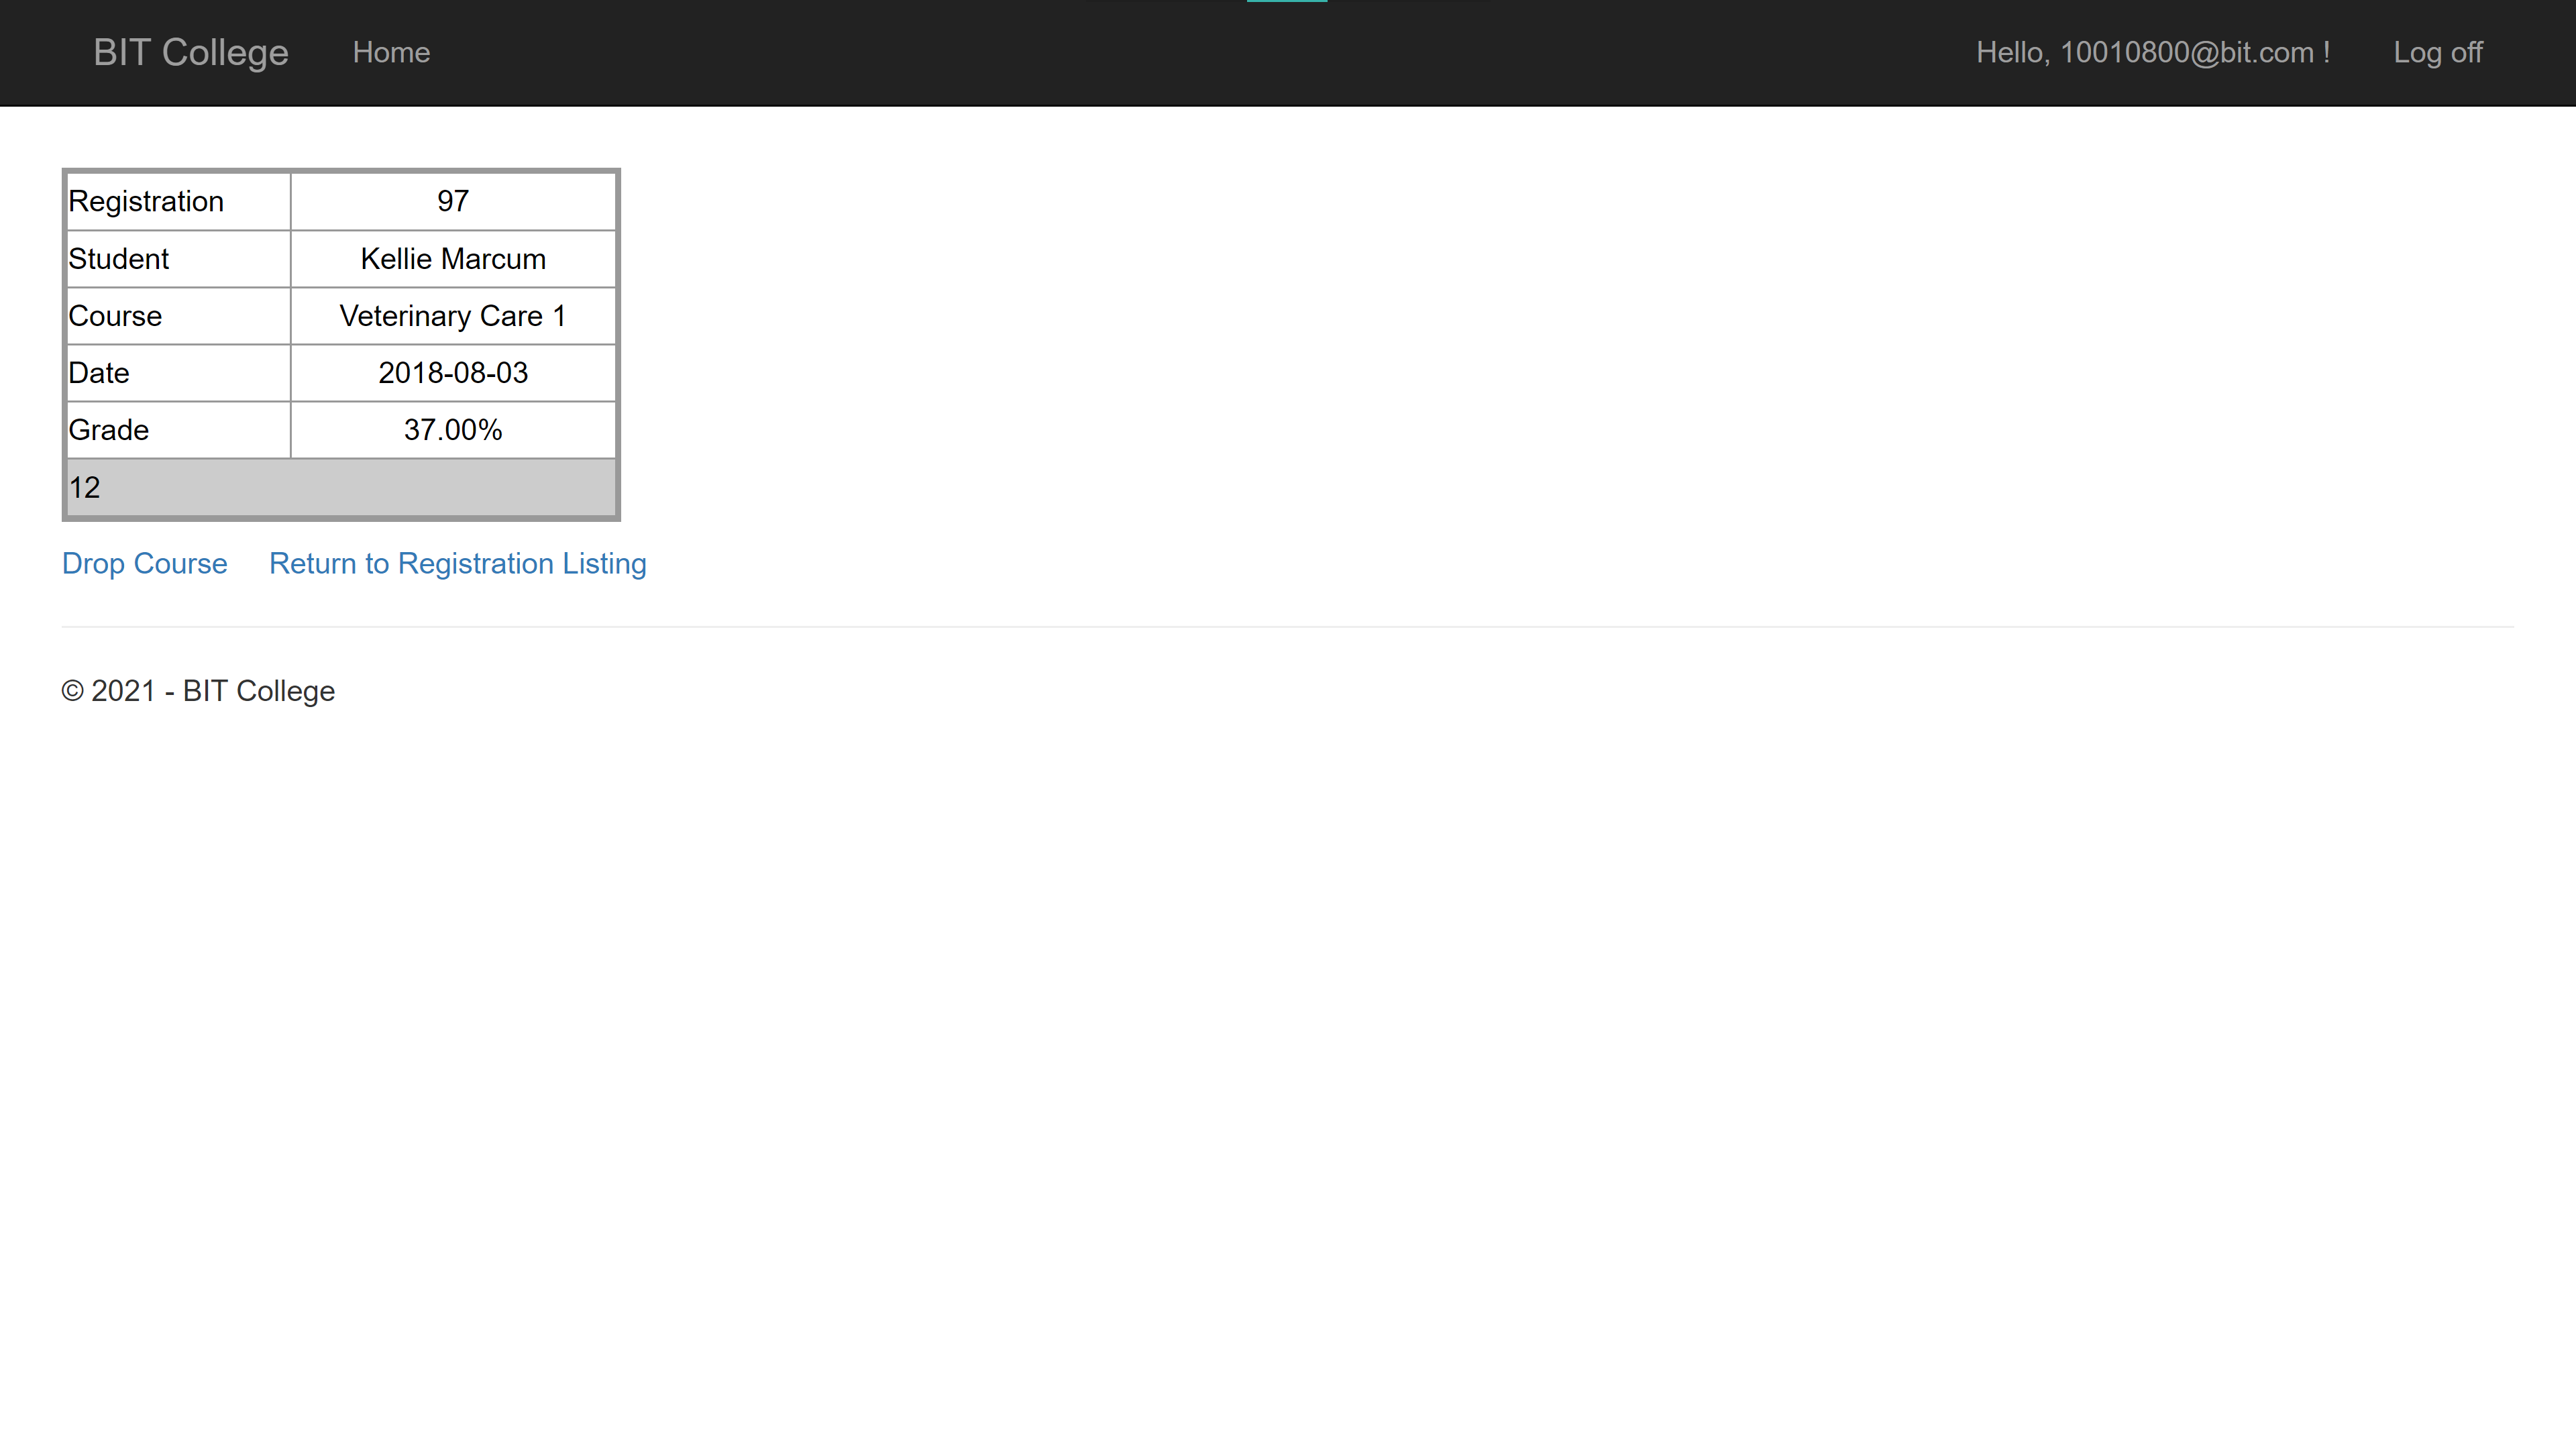 BIT College Home Hello, 10010800@bit.com ! Log off
Registration 97
Student Kellie Marcum
Course Veterinary Care 1
Date 2018-08-03
Grade 37.00%
12
Drop Course Return to Registration Listing
© 2021 - BIT College